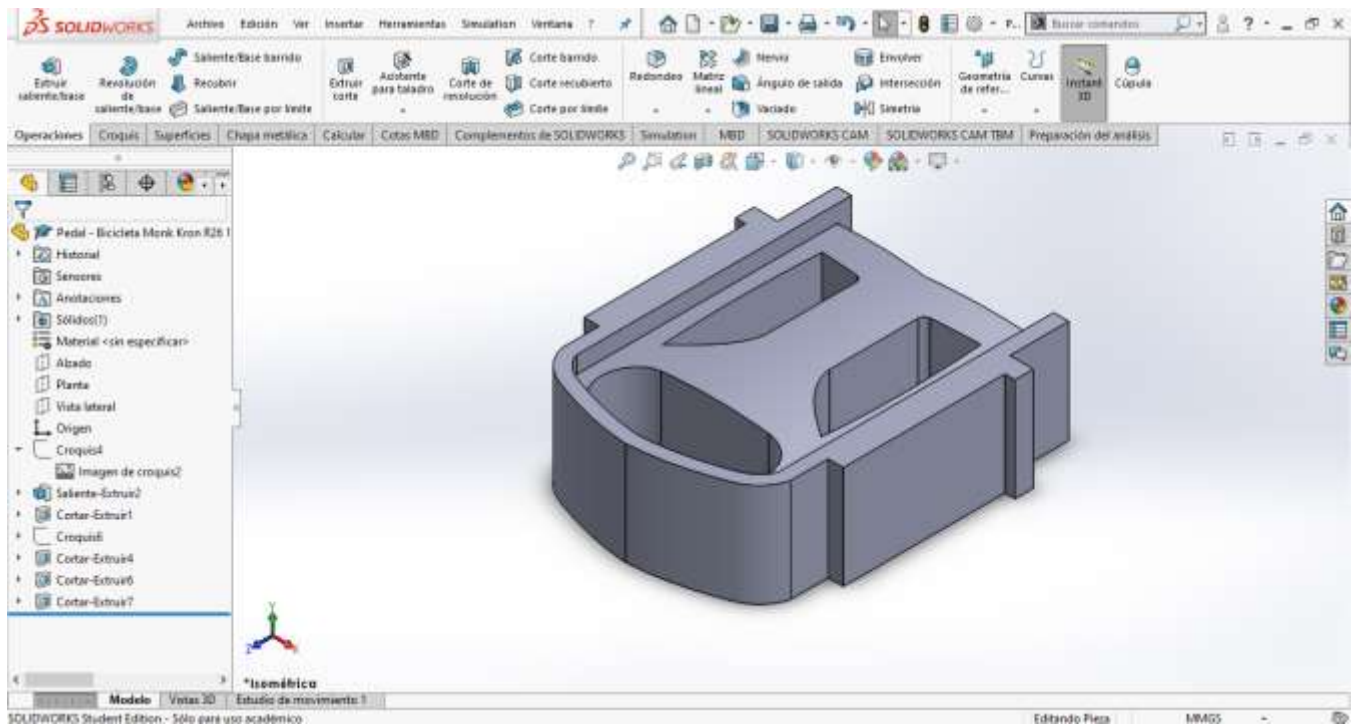 3S SOLIDWORKS Archivo Edición Ver Insertar Herramientas Simulation Ventana ? P... Buscar comandos ?
Extruir saliente/base
Revolución de saliente/base
Saliente/Base barrido
Recubrir
Saliente/Base por límite
Extruir corte
Asistente para taladro
Corte de revolución
Corte barrido
Corte recubierto
Corte por límite
Redondeo
Matriz lineal
Nervio
Ángulo de salida
Vaciado
Envolver
Intersección
Simetría
Geometría de refer...
Curvas
Instant 3D
Cúpula
Operaciones Croquis Superficies Chapa metálica Calcular Cotas MBD Complementos de SOLIDWORKS Simulation MBD SOLIDWORKS CAM SOLIDWORKS CAM TBM Preparación del análisis
Pedal - Bicicleta Monk Kron R26 1
Historial
Sensores
Anotaciones
Sólidos(1)
Material <sin especificar>
Alzado
Planta
Vista lateral
Origen
Croquis4
Imagen de croquis2
Saliente-Extruir2
Cortar-Extruir1
Croquis6
Cortar-Extruir4
Cortar-Extruir6
Cortar-Extruir7
Y
Z
*Isométrica
Modelo Vistas 3D Estudio de movimiento 1
SOLIDWORKS Student Edition - Sólo para uso académico Editando Pieza MMGS